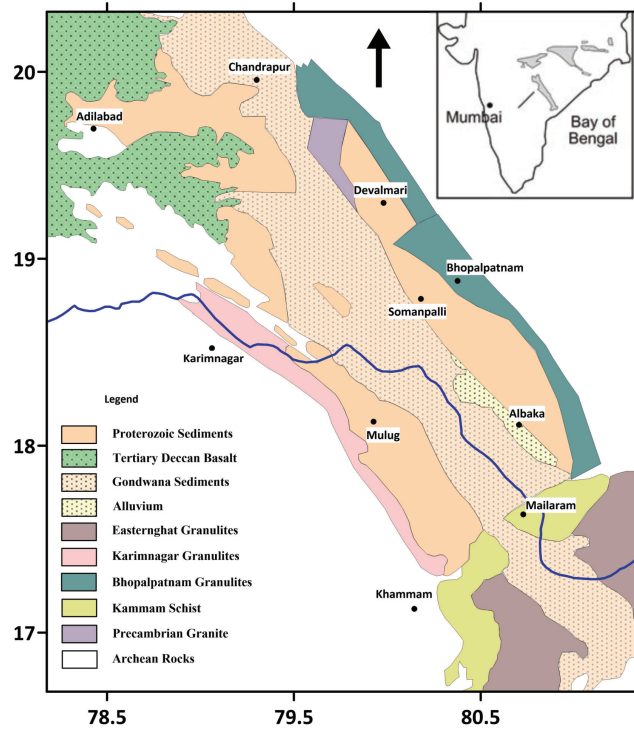 20
19
18
17
78.5
79.5
80.5
Chandrapur
Adilabad
Devalmari
Bhopalpatnam
Somanpalli
Karimnagar
Albaka
Mulug
Mailaram
Khammam
Mumbai
Bay of
Bengal
Legend
Proterozoic Sediments
Tertiary Deccan Basalt
Gondwana Sediments
Alluvium
Easternghat Granulites
Karimnagar Granulites
Bhopalpatnam Granulites
Kammam Schist
Precambrian Granite
Archean Rocks